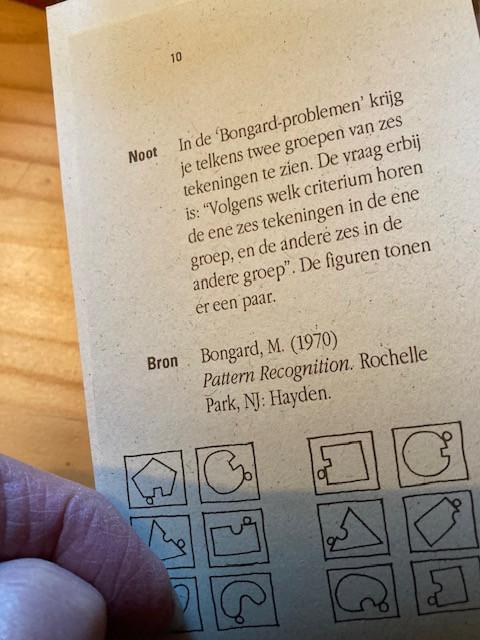 10
Noot In de ‘Bongard-problemen’ krijg
je telkens twee groepen van zes
tekeningen te zien. De vraag erbij
is: “Volgens welk criterium horen
de ene zes tekeningen in de ene
groep, en de andere zes in de
andere groep”. De figuren tonen
er een paar.
Bron Bongard, M. (1970)
Pattern Recognition. Rochelle
Park, NJ: Hayden.